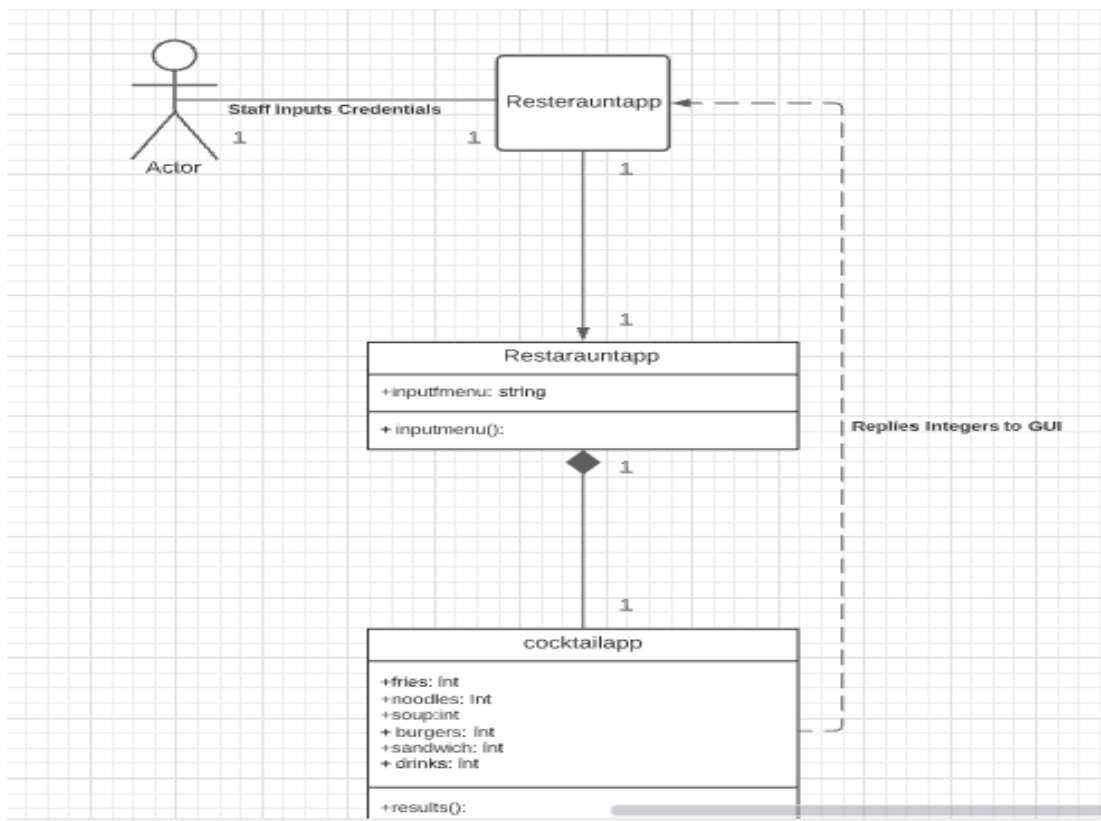 Resterauntapp
Staff Inputs Credentials
1
1
Actor
1
1
Restarauntapp
+inputfmenu: string
+ inputmenu():
Replies Integers to GUI
1
1
cocktailapp
+fries: int
+noodles: Int
+soup:int
+ burgers: int
+sandwich: int
+ drinks: int
+results():